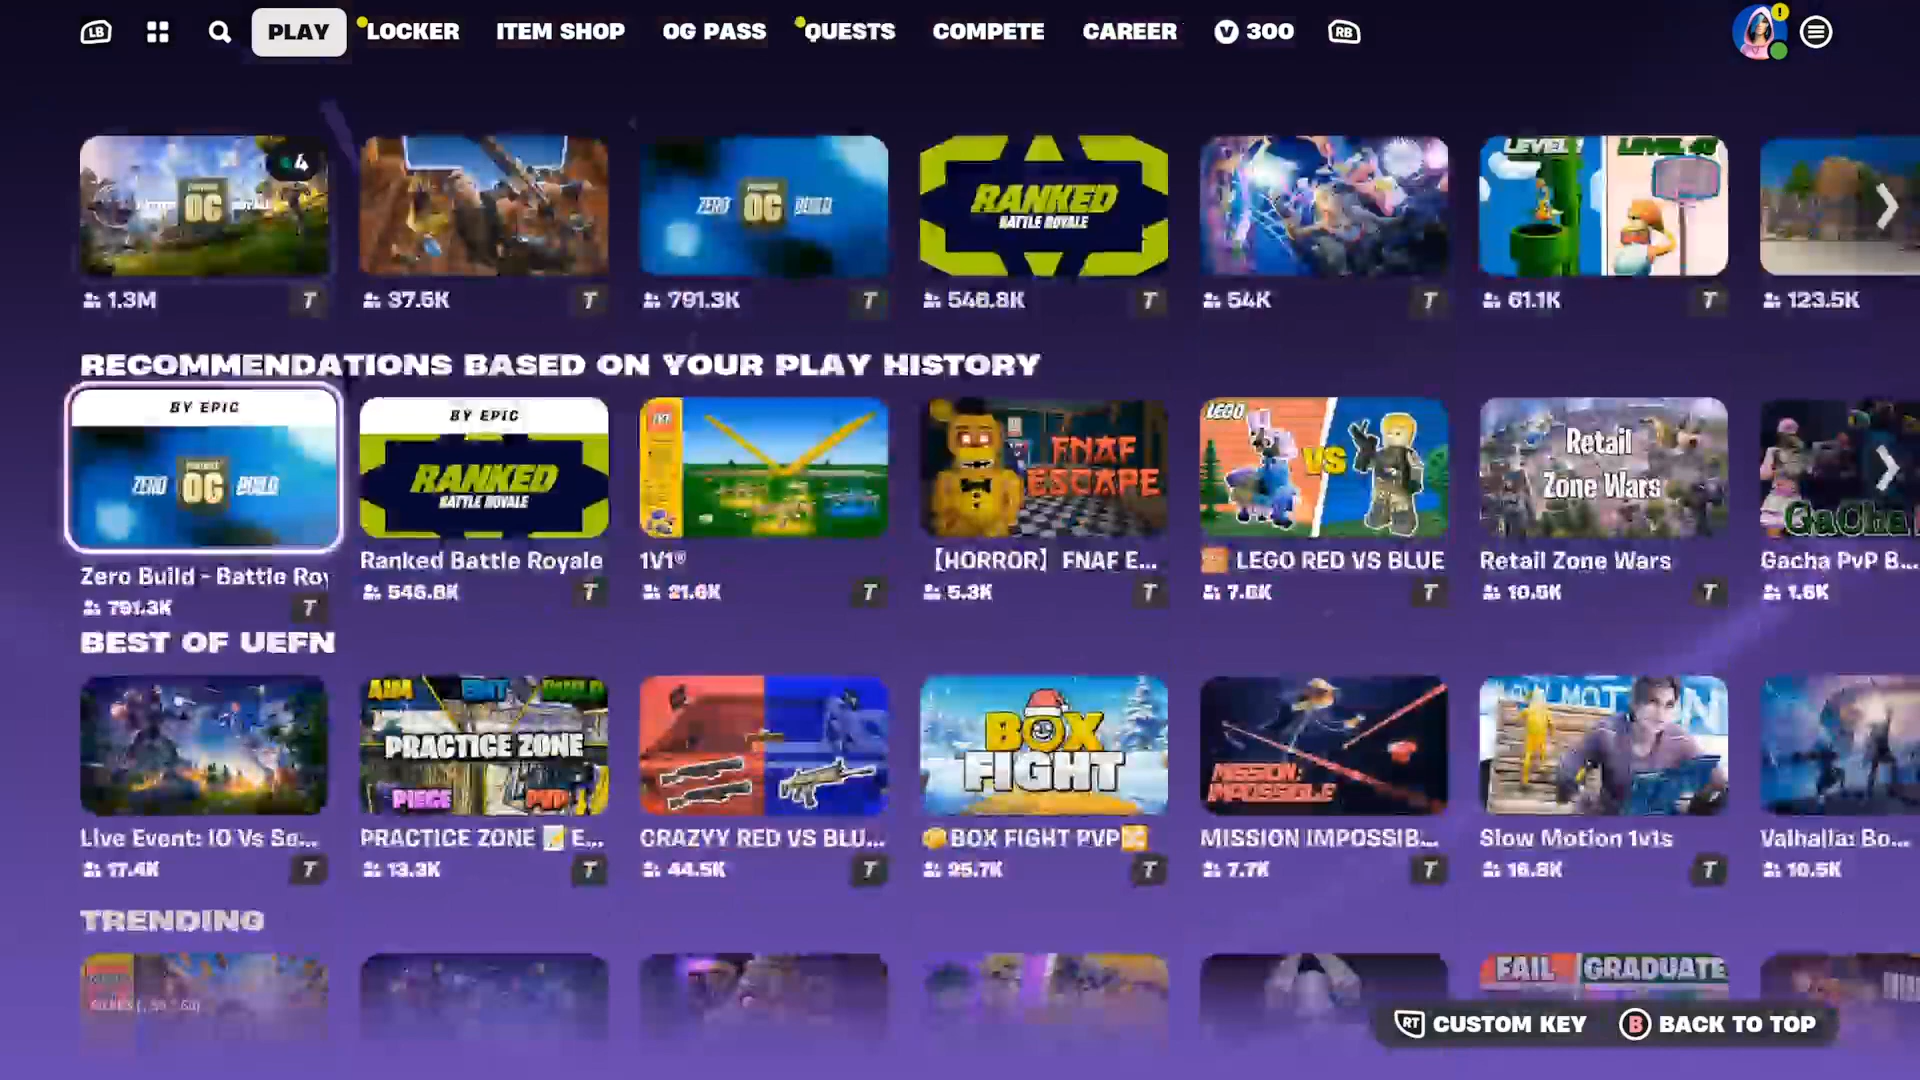 LB PLAY LOCKER ITEM SHOP OG PASS QUESTS COMPETE CAREER V 300 RB !
4
OG
ZERO OG BUILD
RANKED
BATTLE ROYALE
LEVEL 1
1.3M T
37.5K T
791.3K T
548.8K T
54K T
61.1K T
123.5K
RECOMMENDATIONS BASED ON YOUR PLAY HISTORY
BY EPIC
ZERO OG BUILD
BY EPIC
RANKED
BATTLE ROYALE
FNAF
ESCAPE
LEGO
VS
Retail
Zone Wars
Gacha
Zero Build - Battle Roy
791.3K T
Ranked Battle Royale
546.8K T
1V1®
21.6K T
【HORROR】 FNAF E...
5.3K T
LEGO RED VS BLUE
7.6K T
Retail Zone Wars
10.5K T
Gacha PvP B...
1.6K
BEST OF UEFN
AIM EDIT BUILD
PRACTICE ZONE
PIECE PVP
BOX
FIGHT
MISSION:
IMPOSSIBLE
Live Event: IO Vs Se...
17.4K T
PRACTICE ZONE E...
13.3K T
CRAZYY RED VS BLU...
44.5K T
BOX FIGHT PVP
25.7K T
MISSION IMPOSSIB...
7.7K T
Slow Motion 1v1s
16.8K T
Valhalla: Bo...
10.5K
TRENDING
FAIL GRADUATE
RT CUSTOM KEY B BACK TO TOP